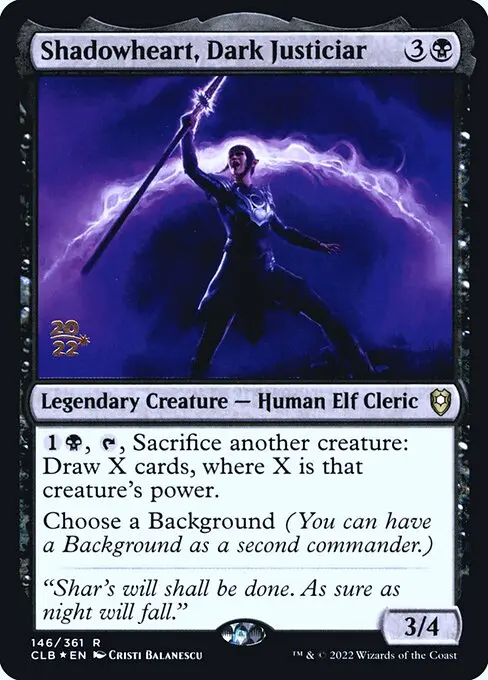 Shadowheart, Dark Justiciar 3
20
22
Legendary Creature — Human Elf Cleric
1, , Sacrifice another creature:
Draw X cards, where X is that
creature's power.
Choose a Background (You can have
a Background as a second commander.)
“Shar's will shall be done. As sure as
night will fall.”
3/4
146/361 R
CLB EN Cristi Balanescu
™ & © 2022 Wizards of the Coast